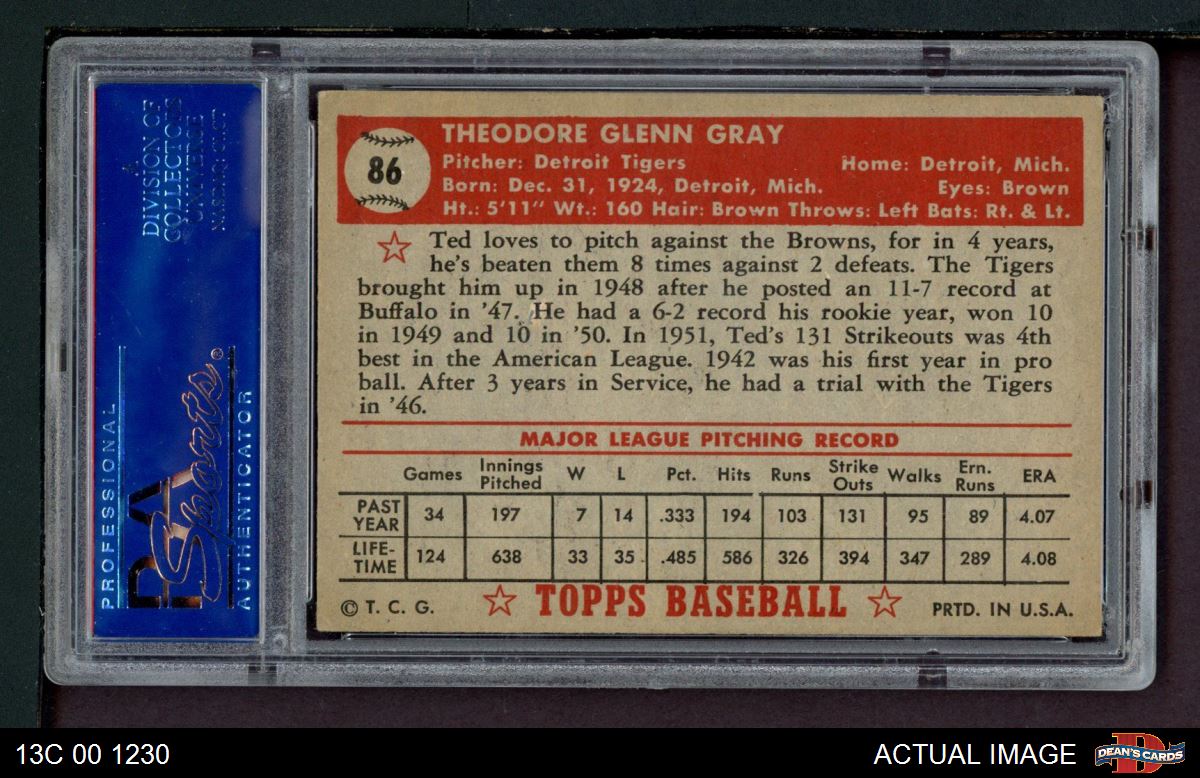 A
DIVISION OF
COLLECTORS
UNIVERSE
NASDAQ: CLCT
PROFESSIONAL
PSA
Sports®
AUTHENTICATOR
86
THEODORE GLENN GRAY
Pitcher: Detroit Tigers Home: Detroit, Mich.
Born: Dec. 31, 1924, Detroit, Mich. Eyes: Brown
Ht.: 5'11" Wt.: 160 Hair: Brown Throws: Left Bats: Rt. & Lt.
Ted loves to pitch against the Browns, for in 4 years,
he's beaten them 8 times against 2 defeats. The Tigers
brought him up in 1948 after he posted an 11-7 record at
Buffalo in '47. He had a 6-2 record his rookie year, won 10
in 1949 and 10 in '50. In 1951, Ted's 131 Strikeouts was 4th
best in the American League. 1942 was his first year in pro
ball. After 3 years in Service, he had a trial with the Tigers
in '46.
MAJOR LEAGUE PITCHING RECORD
Games Innings Pitched W L Pct. Hits Runs Strike Outs Walks Ern. Runs ERA
PAST YEAR 34 197 7 14 .333 194 103 131 95 89 4.07
LIFE-TIME 124 638 33 35 .485 586 326 394 347 289 4.08
© T. C. G. TOPPS BASEBALL PRTD. IN U.S.A.
13C 00 1230 ACTUAL IMAGE DEAN'S CARDS